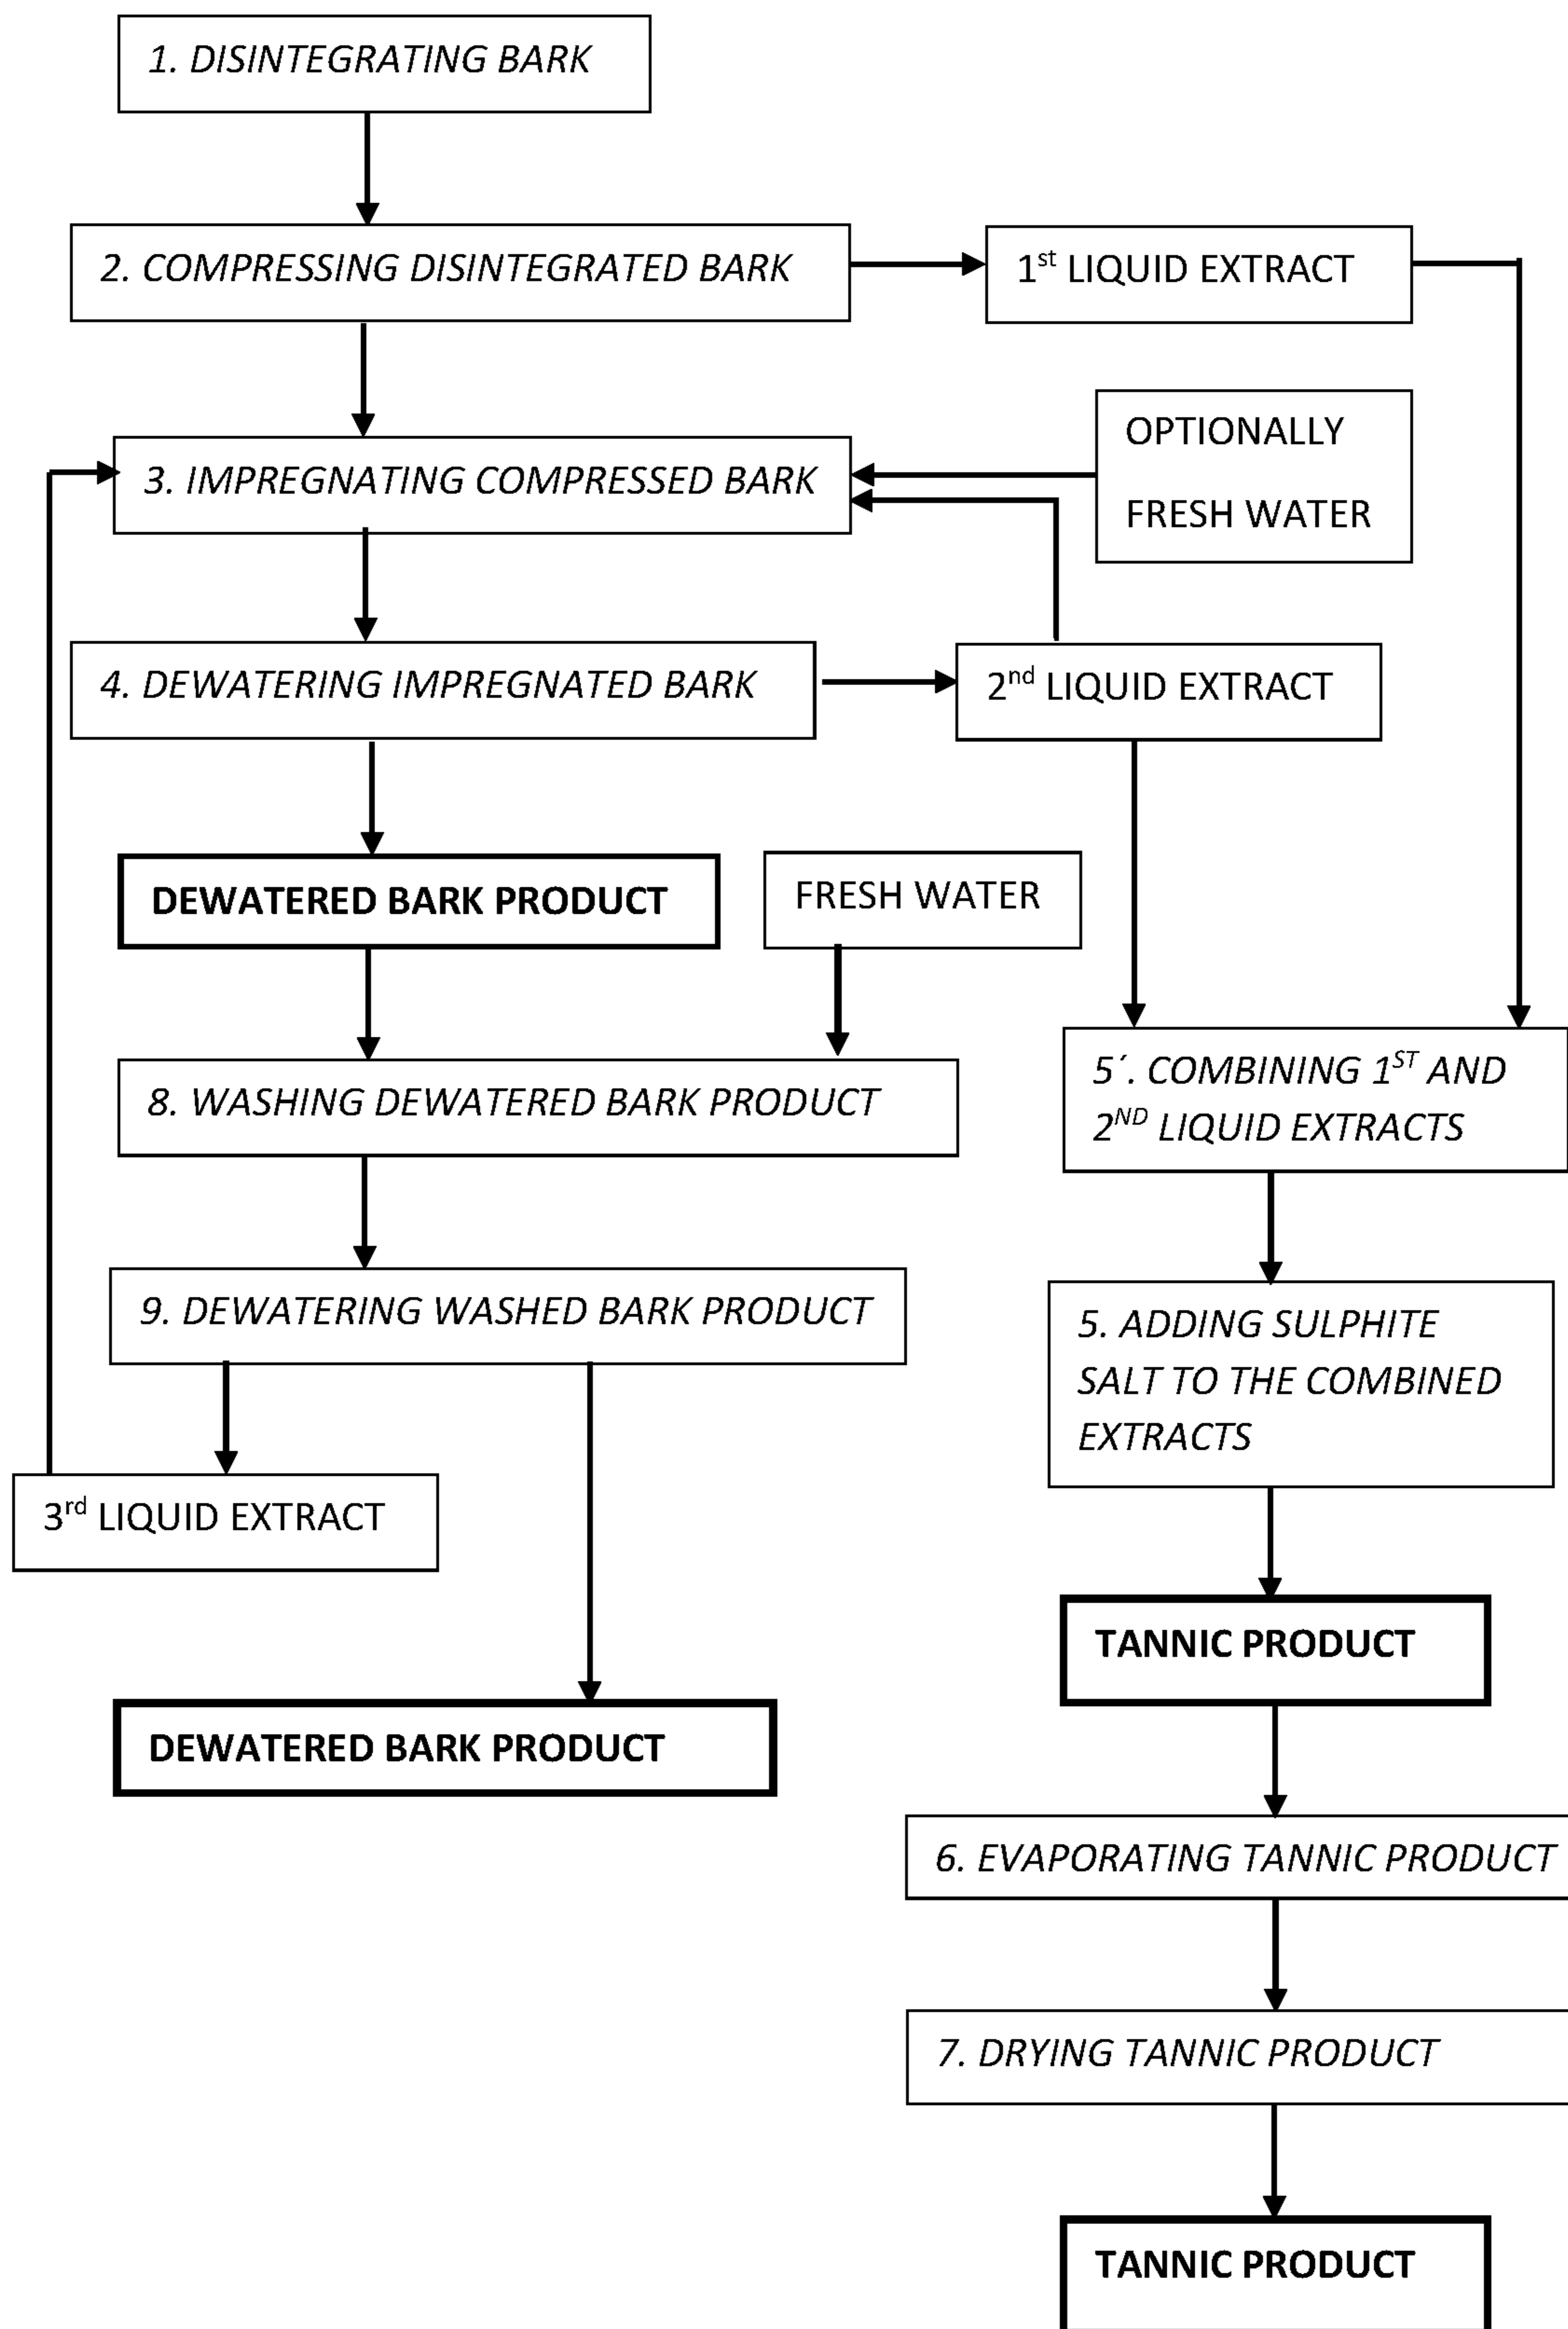 1. DISINTEGRATING BARK
2. COMPRESSING DISINTEGRATED BARK
1st LIQUID EXTRACT
OPTIONALLY
FRESH WATER
3. IMPREGNATING COMPRESSED BARK
4. DEWATERING IMPREGNATED BARK
2nd LIQUID EXTRACT
DEWATERED BARK PRODUCT
FRESH WATER
8. WASHING DEWATERED BARK PRODUCT
5´. COMBINING 1ST AND
2ND LIQUID EXTRACTS
9. DEWATERING WASHED BARK PRODUCT
5. ADDING SULPHITE
SALT TO THE COMBINED
EXTRACTS
3rd LIQUID EXTRACT
TANNIC PRODUCT
DEWATERED BARK PRODUCT
6. EVAPORATING TANNIC PRODUCT
7. DRYING TANNIC PRODUCT
TANNIC PRODUCT